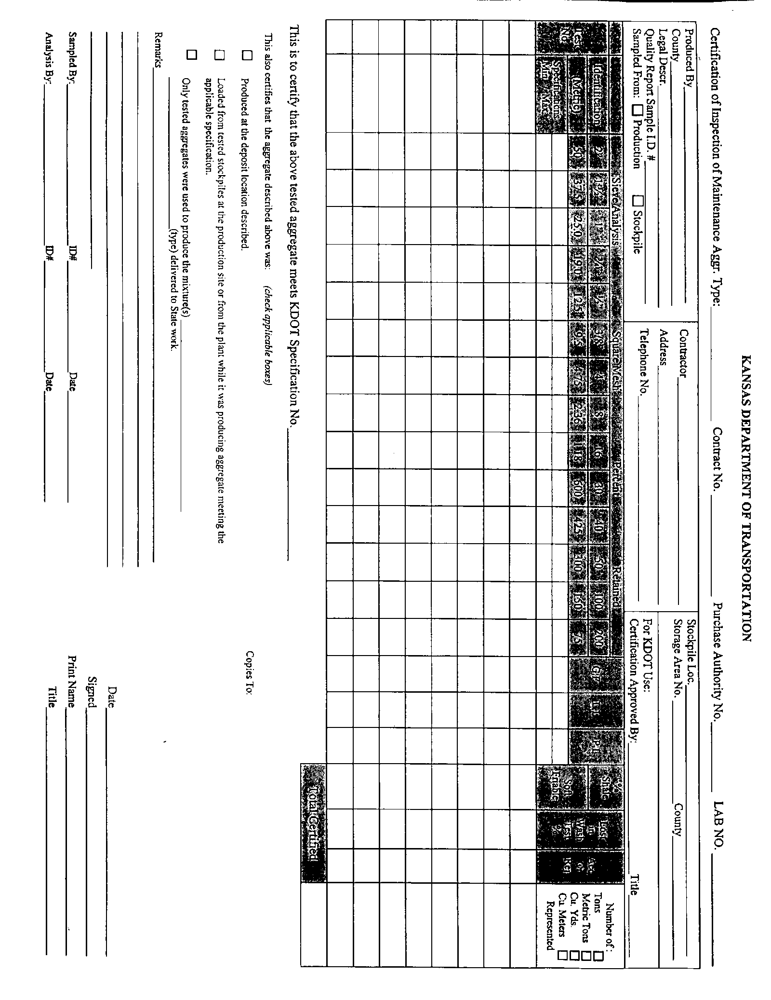 KANSAS DEPARTMENT OF TRANSPORTATION
Certification of Inspection of Maintenance Aggr. Type: Contract No. Purchase Authority No. LAB NO.
Produced By
County
Legal Descr.
Quality Report Sample I.D. #
Sampled From: Production Stockpile
Contractor
Address
Telephone No.
Stockpile Loc.
Storage Area No. County
For KDOT Use:
Certification Approved By: Title
Sieve Analysis Square Mesh Percent Retained
Test No
Identification
(Metric)
Specifications
Min / Max
2" 1½" 1" 3/4" 1/2" 3/8" 4 8 16 30 40 50 100 200 G.F. P.I.
50 37.5 25.0 19.0 12.5 9.5 4.75 2.36 1.18 600 425 300 150 75
% Shale
Soft
Friable
Loss
in
Wash
Test
%
Acc
or
Rej
Number of :
Tons
Metric Tons
Cu. Yds.
Cu. Meters
Represented
Total Certified
This is to certify that the above tested aggregate meets KDOT Specification No.
This also certifies that the aggregate described above was: (check applicable boxes)
Produced at the deposit location described.
Loaded from tested stockpiles at the production site or from the plant while it was producing aggregate meeting the
applicable specification.
Only tested aggregates were used to produce the mixture(s)
(type) delivered to State work.
Copies To:
Remarks
Sampled By: ID# Date
Analysis By: ID# Date
Date
Signed
Print Name
Title